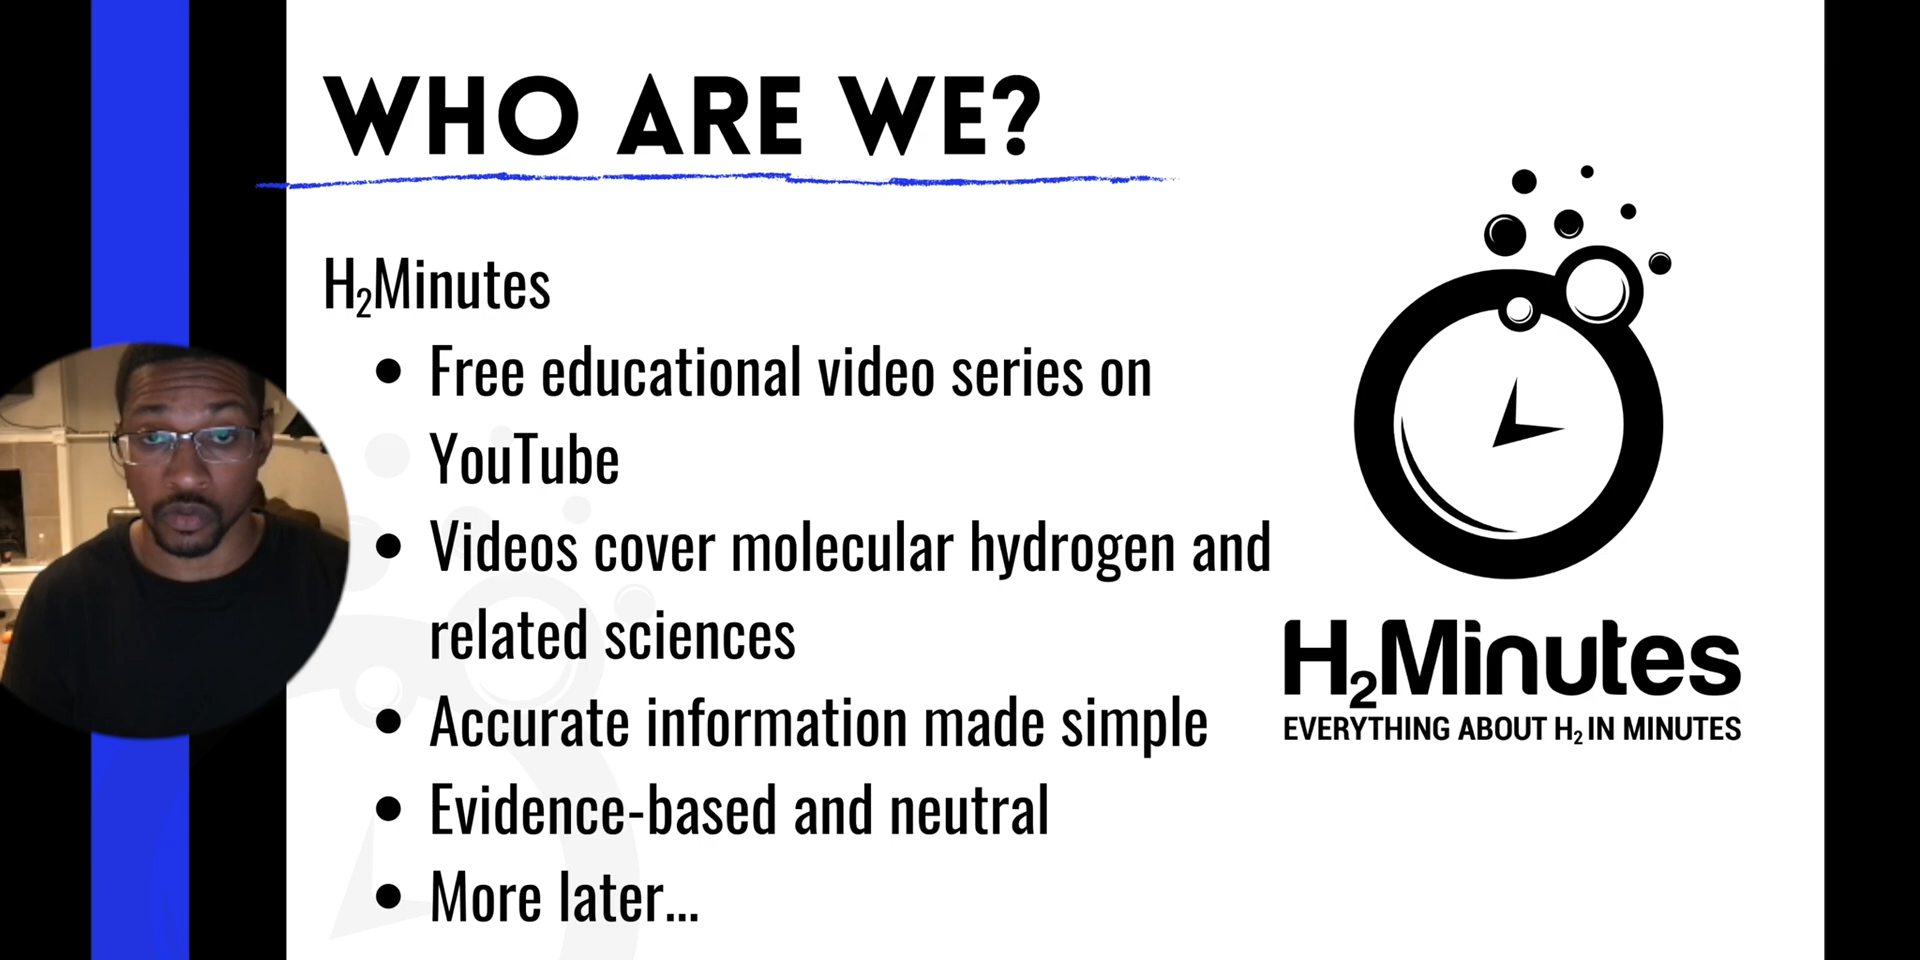 WHO ARE WE?
H₂Minutes
• Free educational video series on
YouTube
• Videos cover molecular hydrogen and
related sciences
• Accurate information made simple
• Evidence-based and neutral
• More later...
H₂Minutes
EVERYTHING ABOUT H₂ IN MINUTES